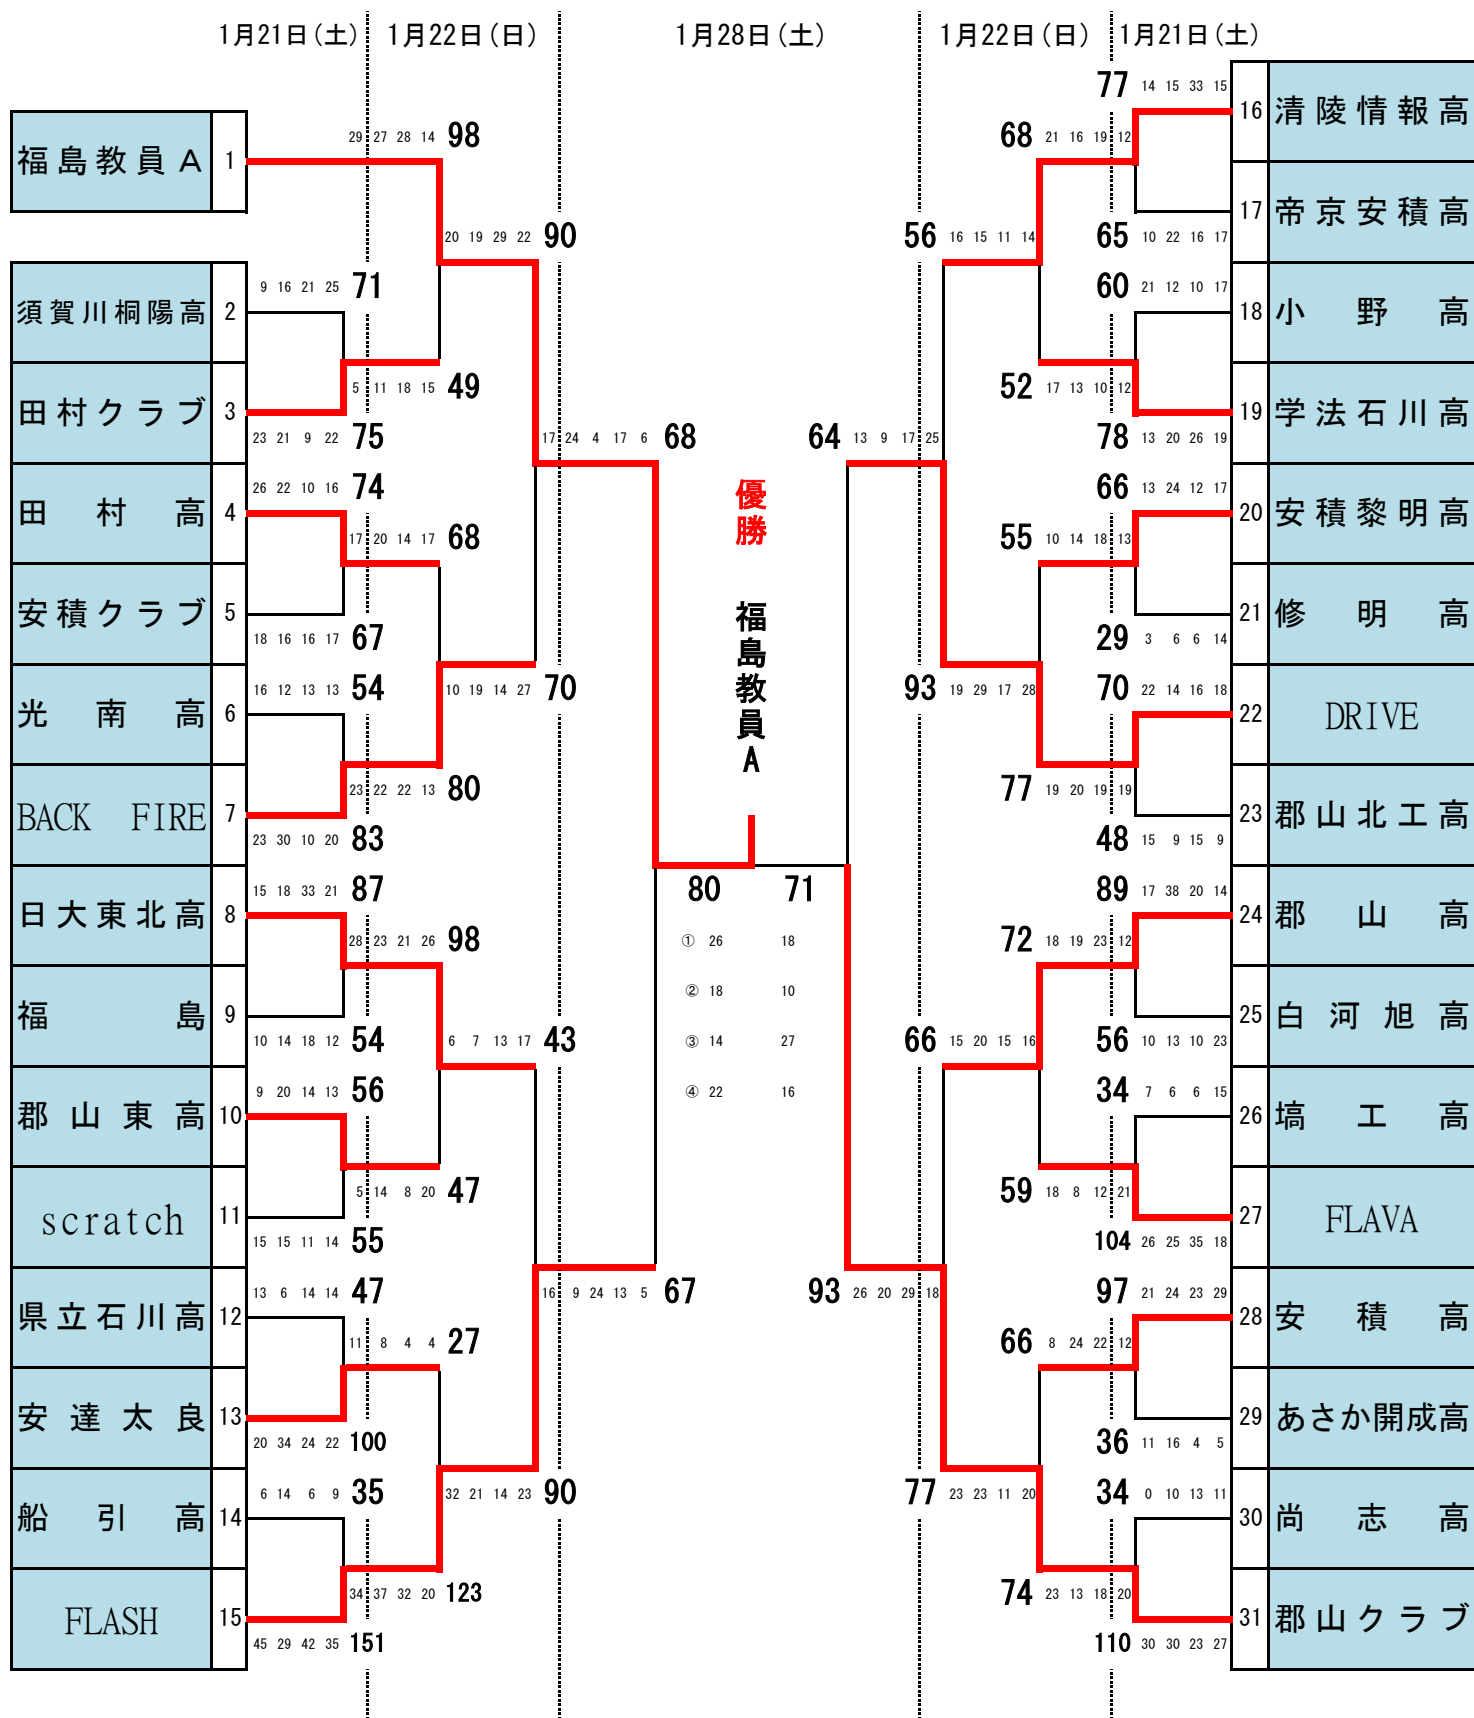 1月21日(土) 1月22日(日) 1月28日(土) 1月22日(日) 1月21日(土)
福島教員A 1
29 27 28 14 98
20 19 29 22 90
9 16 21 25 71
須賀川桐陽高 2
5 11 18 15 49
田村クラブ 3
23 21 9 22 75
17 24 4 17 6 68
26 22 10 16 74
田村高 4
17 20 14 17 68
安積クラブ 5
18 16 16 17 67
16 12 13 13 54
10 19 14 27 70
光南高 6
23 22 22 13 80
BACK FIRE 7
23 30 10 20 83
15 18 33 21 87
日大東北高 8
28 23 21 26 98
福島 9
10 14 18 12 54
6 7 13 17 43
9 20 14 13 56
郡山東高 10
5 14 8 20 47
scratch 11
15 15 11 14 55
13 6 14 14 47
16 9 24 13 5 67
県立石川高 12
11 8 4 4 27
安達太良 13
20 34 24 22 100
6 14 6 9 35
32 21 14 23 90
船引高 14
34 37 32 20 123
FLASH 15
45 29 42 35 151
優勝
福島教員A
80 71
① 26 18
② 18 10
③ 14 27
④ 22 16
77 14 15 33 15
16 清陵情報高
68 21 16 19 12
17 帝京安積高
65 10 22 16 17
56 16 15 11 14
60 21 12 10 17
18 小野高
52 17 13 10 12
19 学法石川高
78 13 20 26 19
64 13 9 17 25
66 13 24 12 17
20 安積黎明高
55 10 14 18 13
21 修明高
29 3 6 6 14
93 19 29 17 28
70 22 14 16 18
22 DRIVE
77 19 20 19 19
23 郡山北工高
48 15 9 15 9
89 17 38 20 14
24 郡山高
72 18 19 23 12
25 白河旭高
56 10 13 10 23
66 15 20 15 16
34 7 6 6 15
26 塙工高
59 18 8 12 21
27 FLAVA
104 26 25 35 18
93 26 20 29 18
97 21 24 23 29
28 安積高
66 8 24 22 12
29 あさか開成高
36 11 16 4 5
77 23 23 11 20
34 0 10 13 11
30 尚志高
74 23 13 18 20
31 郡山クラブ
110 30 30 23 27